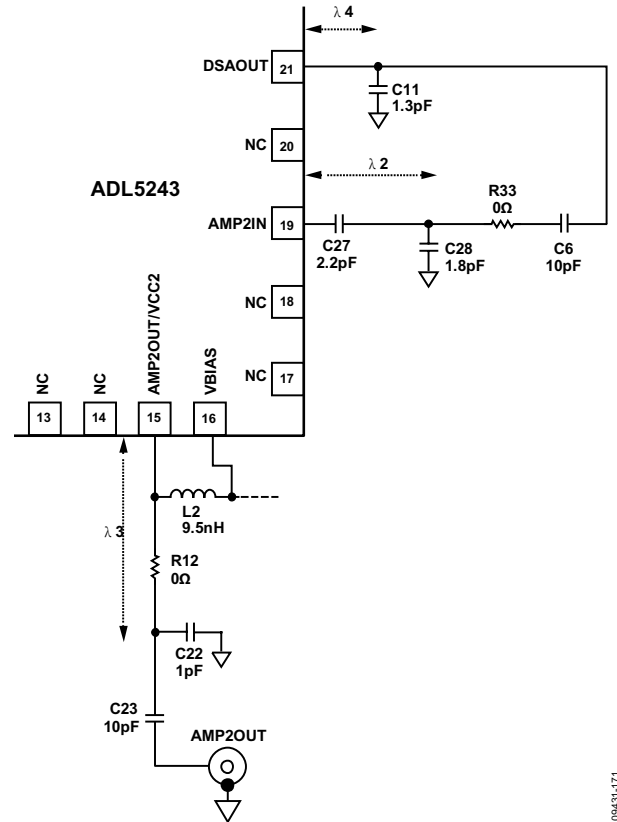 λ 4
DSAOUT
21
C11
1.3pF
NC
20
λ 2
ADL5243
R33
0Ω
AMP2IN
19
C27
2.2pF
C28
1.8pF
C6
10pF
NC
18
NC
17
NC
NC
AMP2OUT/VCC2
VBIAS
13
14
15
16
λ 3
L2
9.5nH
R12
0Ω
C22
1pF
C23
10pF
AMP2OUT
09431-171